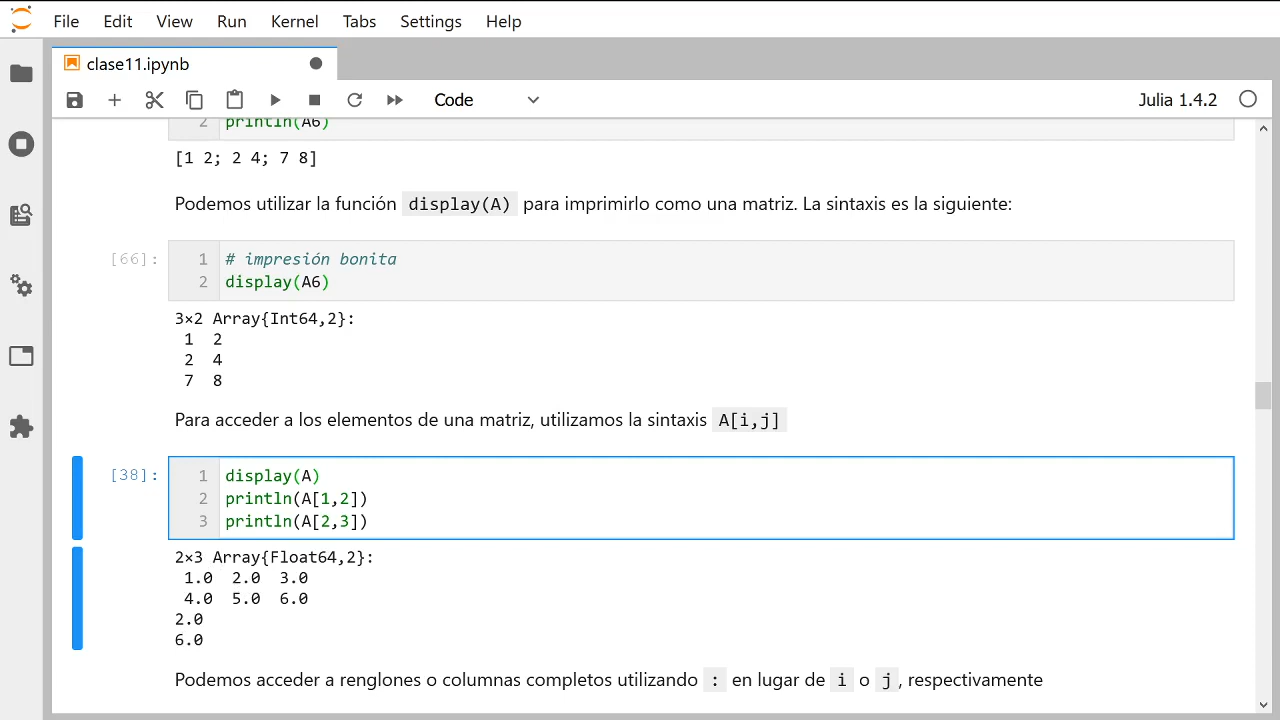 File Edit View Run Kernel Tabs Settings Help
clase11.ipynb
Code
Julia 1.4.2
2 println(A6)
[1 2; 2 4; 7 8]
Podemos utilizar la función display(A) para imprimirlo como una matriz. La sintaxis es la siguiente:
[66]:
1 # impresión bonita
2 display(A6)
3×2 Array{Int64,2}:
1 2
2 4
7 8
Para acceder a los elementos de una matriz, utilizamos la sintaxis A[i,j]
[38]:
1 display(A)
2 println(A[1,2])
3 println(A[2,3])
2×3 Array{Float64,2}:
1.0 2.0 3.0
4.0 5.0 6.0
2.0
6.0
Podemos acceder a renglones o columnas completos utilizando : en lugar de i o j, respectivamente